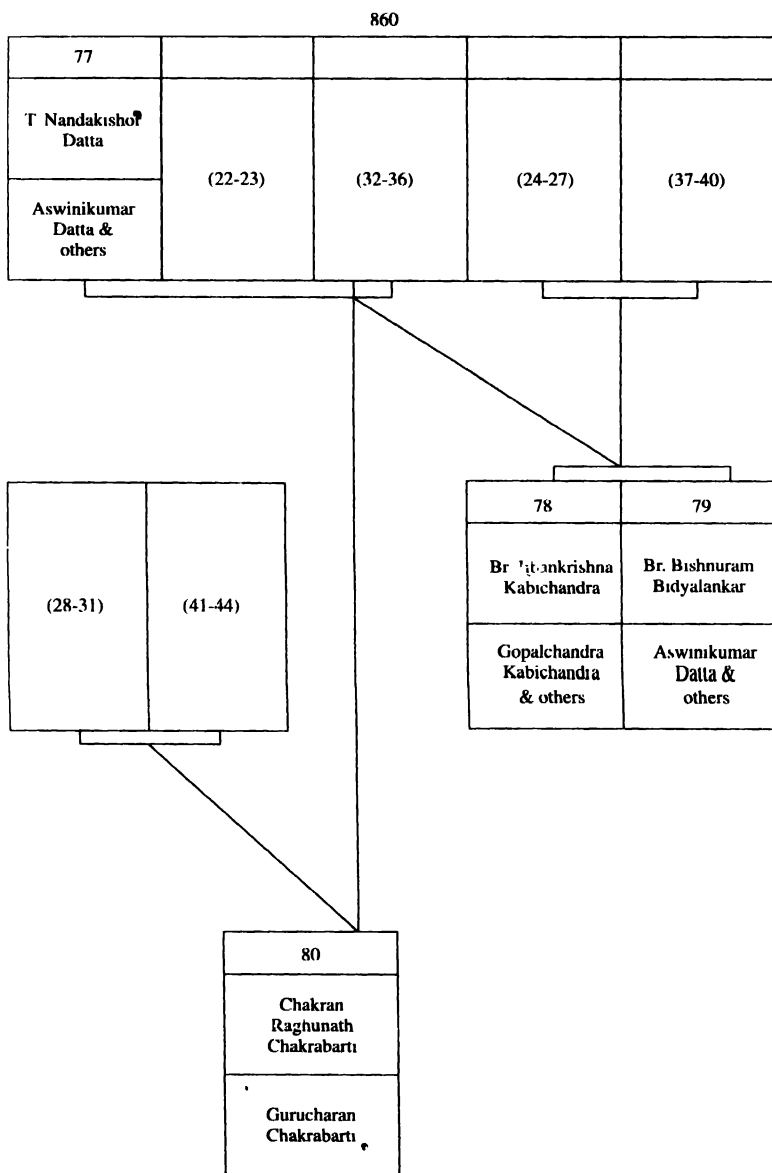 860
77
T Nandakishor
Datta
Aswinikumar
Datta &
others
(22-23)
(32-36)
(24-27)
(37-40)
(28-31)
(41-44)
78
Br
Kabichandra
Gopalchandra
Kabichandra
& others
79
Br. Bishnuram
Bidyalankar
Aswinikumar
Datta &
others
80
Chakran
Raghunath
Chakrabarti
Gurucharan
Chakrabarti